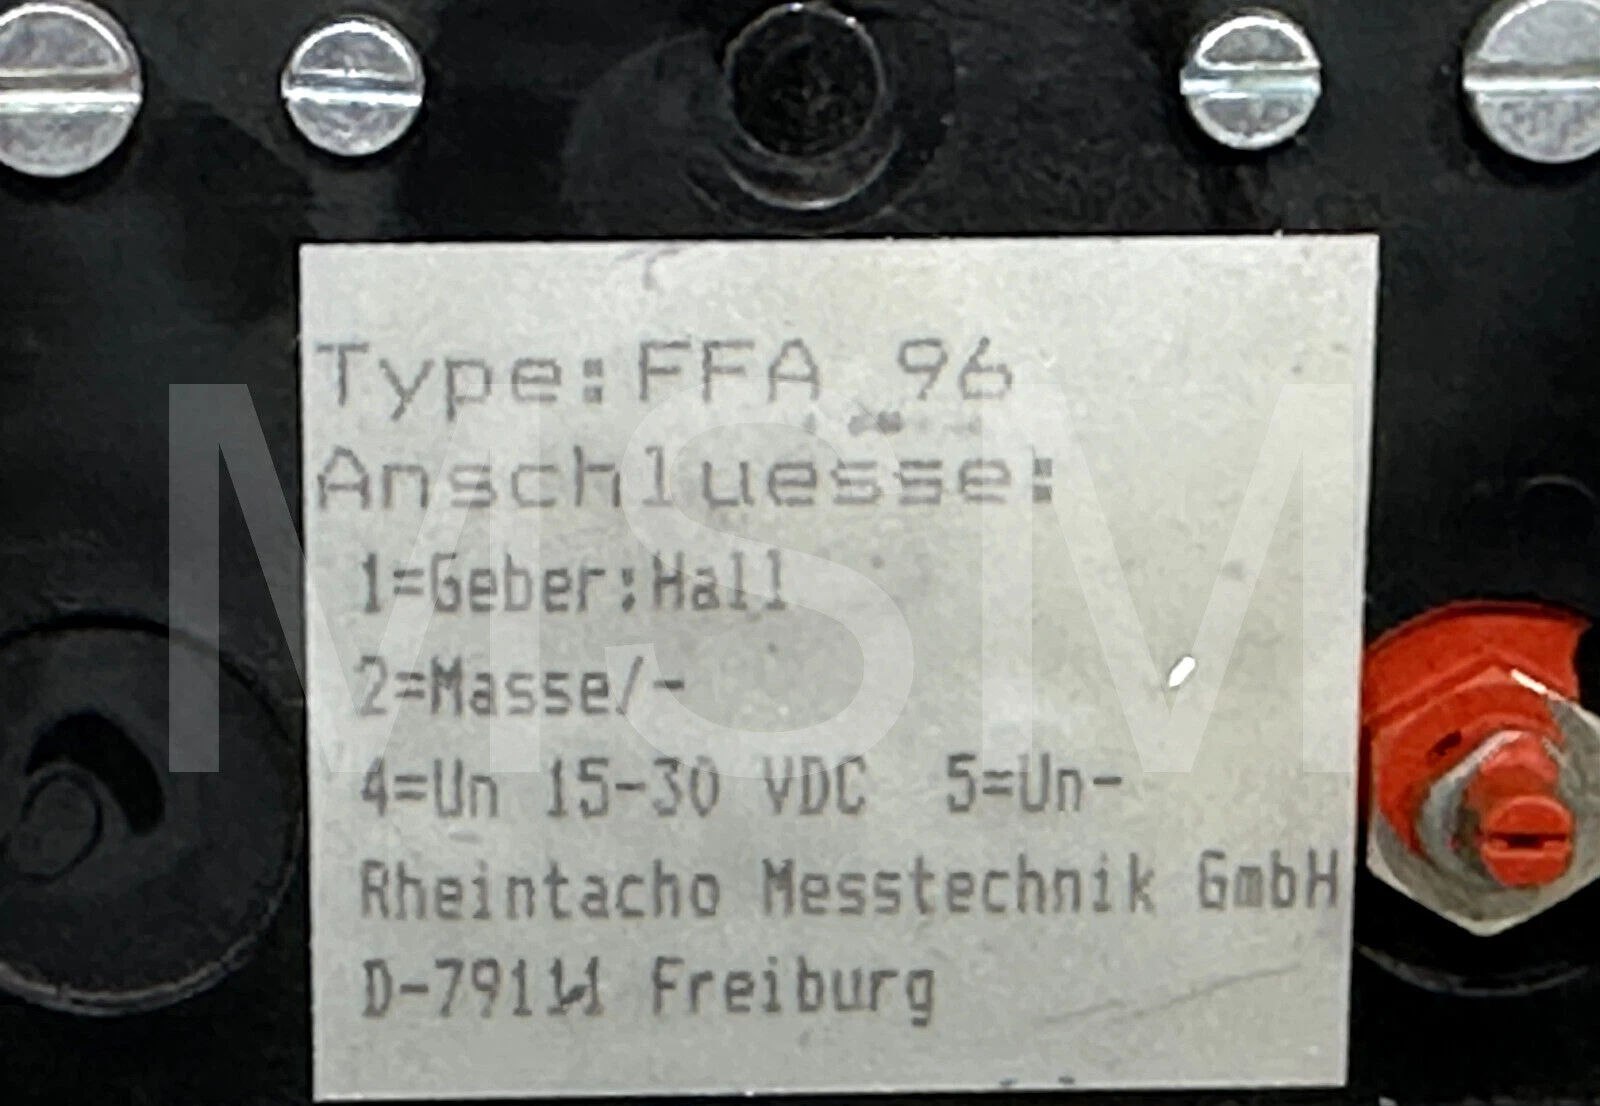 Type:FFA 96
Anschluesse:
1=Geber:Hall
2=Masse/-
4=Un 15-30 VDC 5=Un-
Rheintacho Messtechnik GmbH
D-79111 Freiburg
MSM